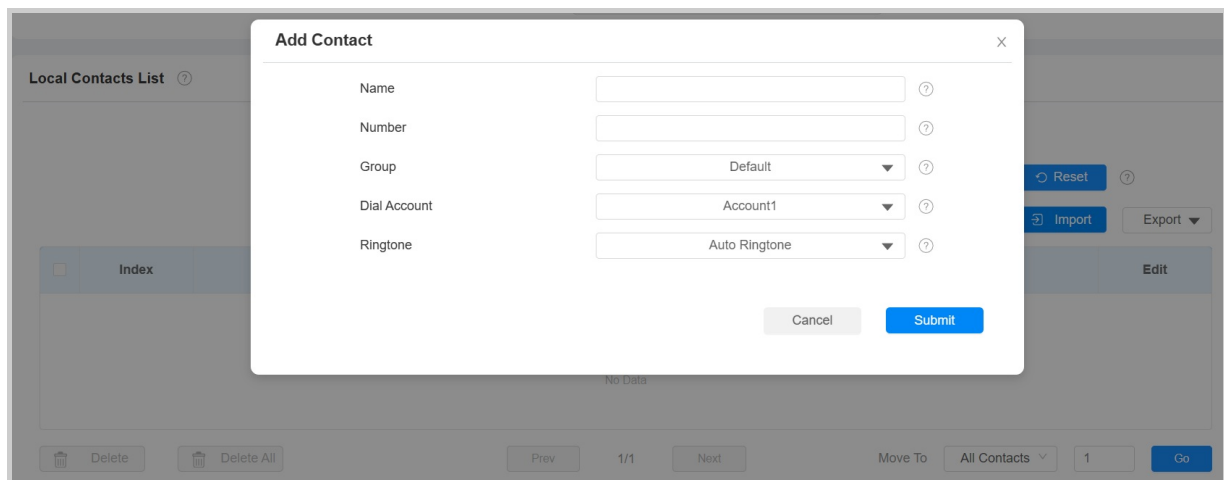 Add Contact
Local Contacts List
Name
Number
Group Default
Dial Account Account1
Reset
Ringtone Auto Ringtone
Import Export
Index Edit
Cancel Submit
No Data
Delete Delete All Prev 1/1 Next Move To All Contacts 1 Go